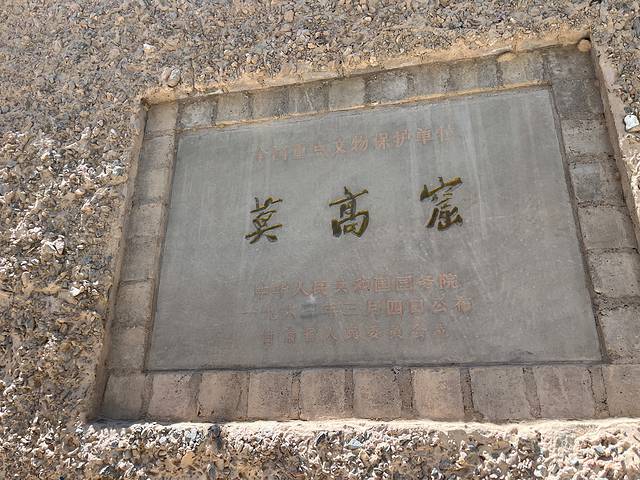 全国重点文物保护单位
莫高窟
中华人民共和国国务院
一九六一年三月四日公布
甘肃省人民委员会立